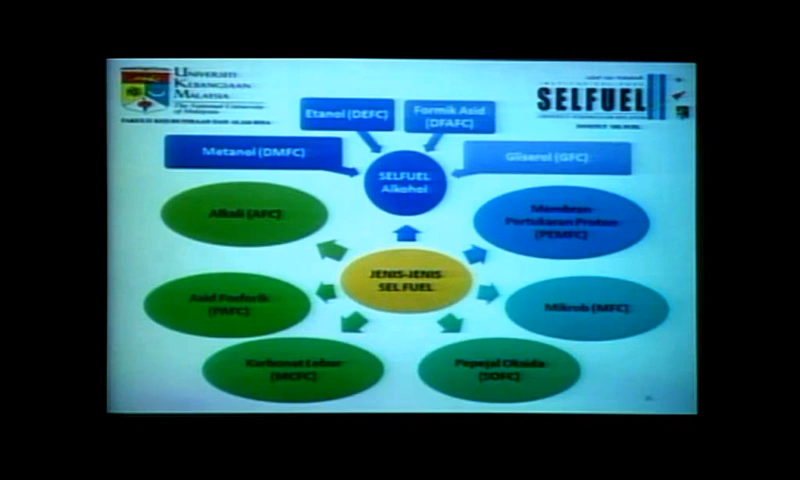 UNIVERSITI
KEBANGSAAN
MALAYSIA
The National University
of Malaysia
SELFUEL
Etanol (DEFC)
Formik Asid
(DFAFC)
Metanol (DMFC)
Gliserol (GFC)
SELFUEL
Alkohol
Alkali (AFC)
Membran
Pertukaran Proton
(PEMFC)
JENIS-JENIS
SEL FUEL
Asid Fosforik
(PAFC)
Mikrob (MFC)
Karbonat Lebur
(MCFC)
Pepejal Oksida
(SOFC)